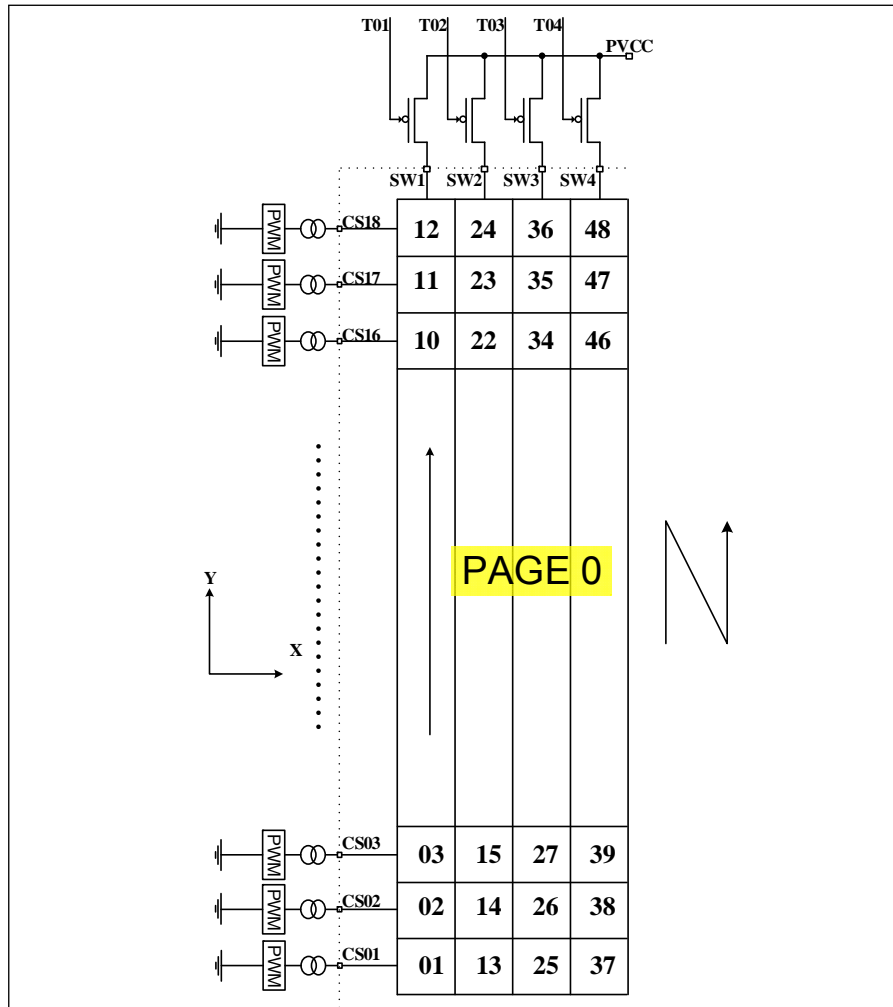 T01 T02 T03 T04
PVCC
SW1 SW2 SW3 SW4
PWM CS18 12 24 36 48
PWM CS17 11 23 35 47
PWM CS16 10 22 34 46
PAGE 0
Y
X
PWM CS03 03 15 27 39
PWM CS02 02 14 26 38
PWM CS01 01 13 25 37